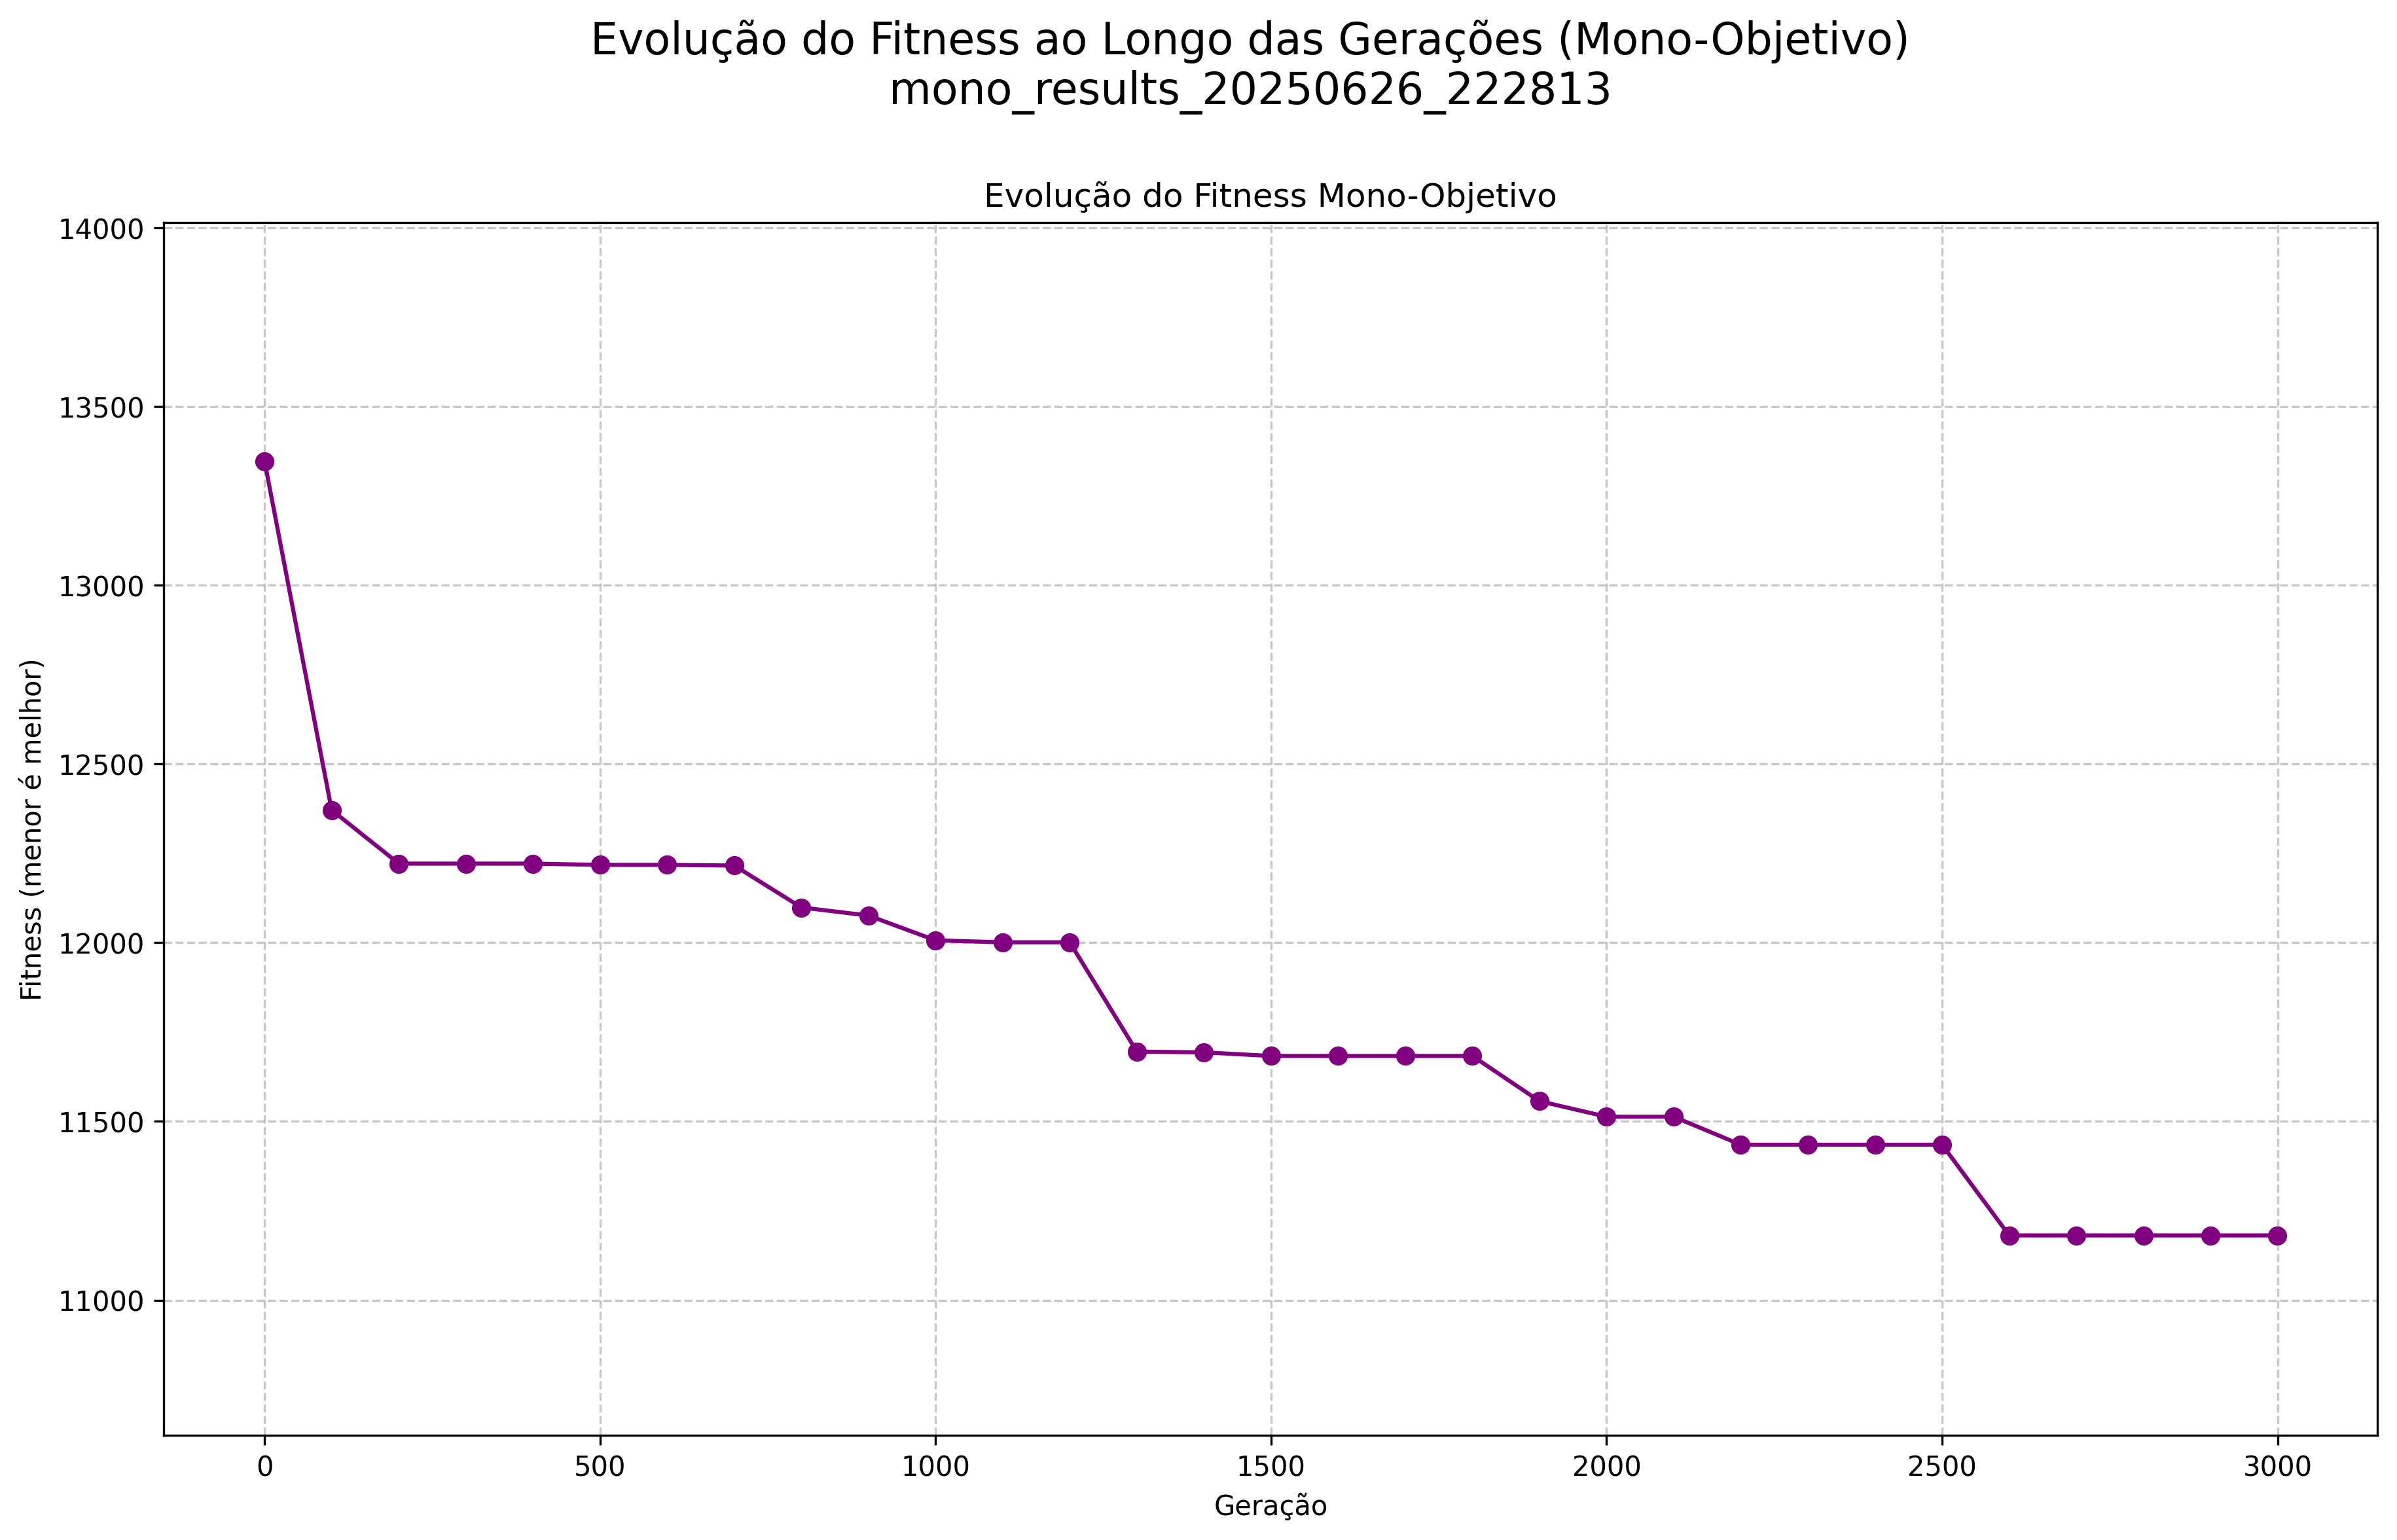 Evolução do Fitness ao Longo das Gerações (Mono-Objetivo)
mono_results_20250626_222813
Evolução do Fitness Mono-Objetivo
14000
13500
13000
12500
12000
11500
11000
Fitness (menor é melhor)
0 500 1000 1500 2000 2500 3000
Geração